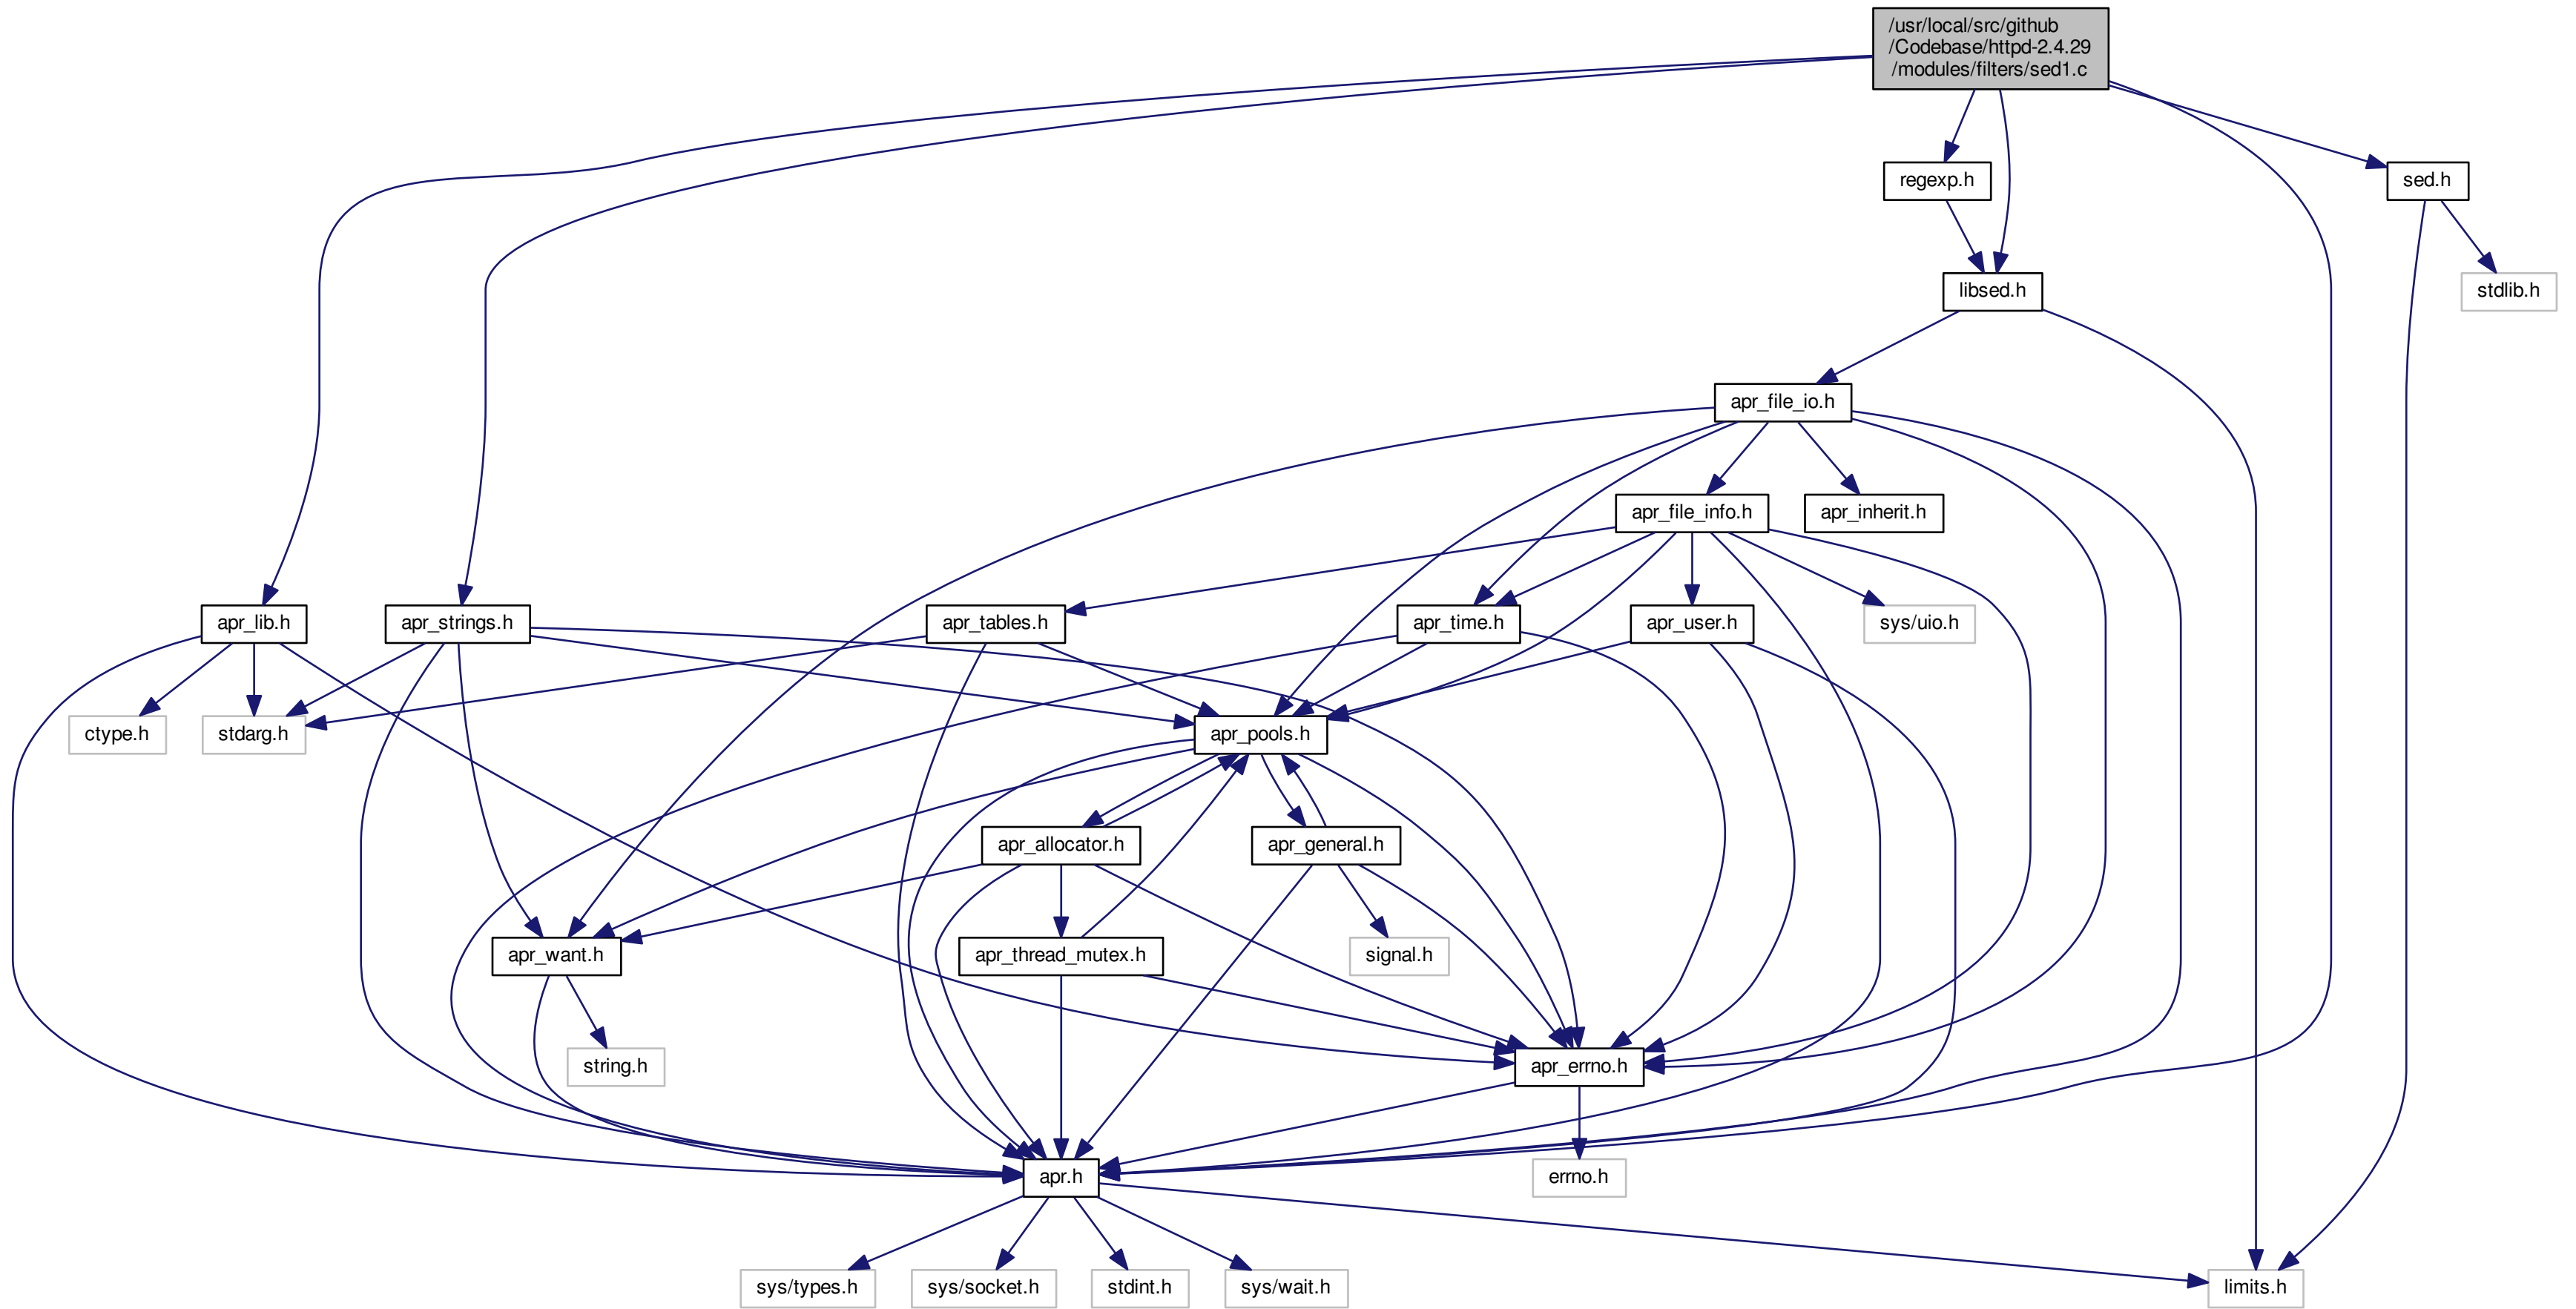 /usr/local/src/github
/Codebase/httpd-2.4.29
/modules/filters/sed1.c
regexp.h
sed.h
libsed.h
stdlib.h
apr_file_io.h
apr_file_info.h
apr_inherit.h
apr_lib.h
apr_strings.h
apr_tables.h
apr_time.h
apr_user.h
sys/uio.h
ctype.h
stdarg.h
apr_pools.h
apr_allocator.h
apr_general.h
apr_want.h
apr_thread_mutex.h
signal.h
string.h
apr_errno.h
apr.h
errno.h
sys/types.h
sys/socket.h
stdint.h
sys/wait.h
limits.h